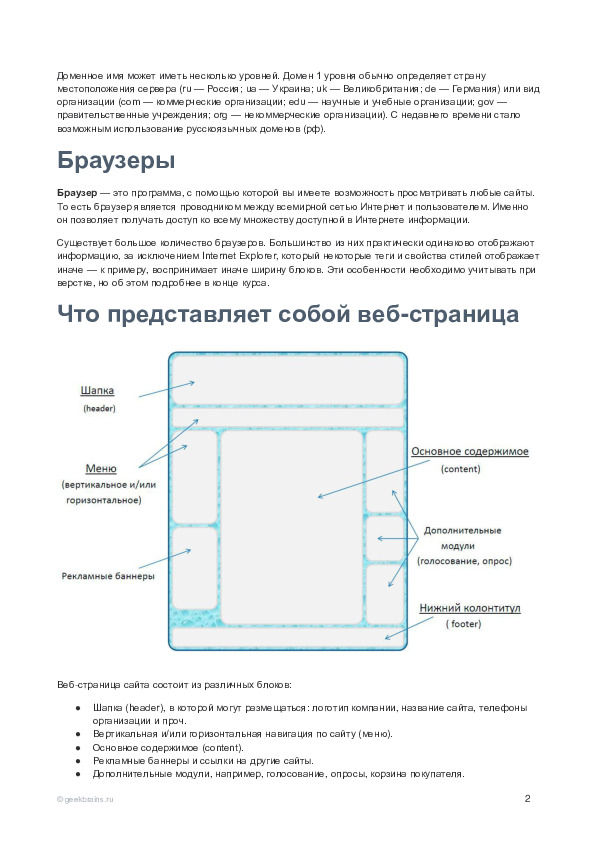 Доменное имя может иметь несколько уровней. Домен 1 уровня обычно определяет страну
местоположения сервера (ru — Россия; ua — Украина; uk — Великобритания; de — Германия) или вид
организации (com — коммерческие организации; edu — научные и учебные организации; gov —
правительственные учреждения; org — некоммерческие организации). С недавнего времени стало
возможным использование русскоязычных доменов (рф).
Браузеры
Браузер — это программа, с помощью которой вы имеете возможность просматривать любые сайты.
То есть браузер является проводником между всемирной сетью Интернет и пользователем. Именно
он позволяет получать доступ ко всему множеству доступной в Интернете информации.
Существует большое количество браузеров. Большинство из них практически одинаково отображают
информацию, за исключением Internet Explorer, который некоторые теги и свойства стилей отображает
иначе — к примеру, воспринимает иначе ширину блоков. Эти особенности необходимо учитывать при
верстке, но об этом подробнее в конце курса.
Что представляет собой веб-страница
Шапка
(header)
Меню
(вертикальное и/или
горизонтальное)
Рекламные баннеры
Основное содержимое
(content)
Дополнительные
модули
(голосование, опрос)
Нижний колонтитул
( footer)
Веб-страница сайта состоит из различных блоков:
● Шапка (header), в которой могут размещаться: логотип компании, название сайта, телефоны
организации и проч.
● Вертикальная и/или горизонтальная навигация по сайту (меню).
● Основное содержимое (content).
● Рекламные баннеры и ссылки на другие сайты.
● Дополнительные модули, например, голосование, опросы, корзина покупателя.
© geekbrains.ru
2